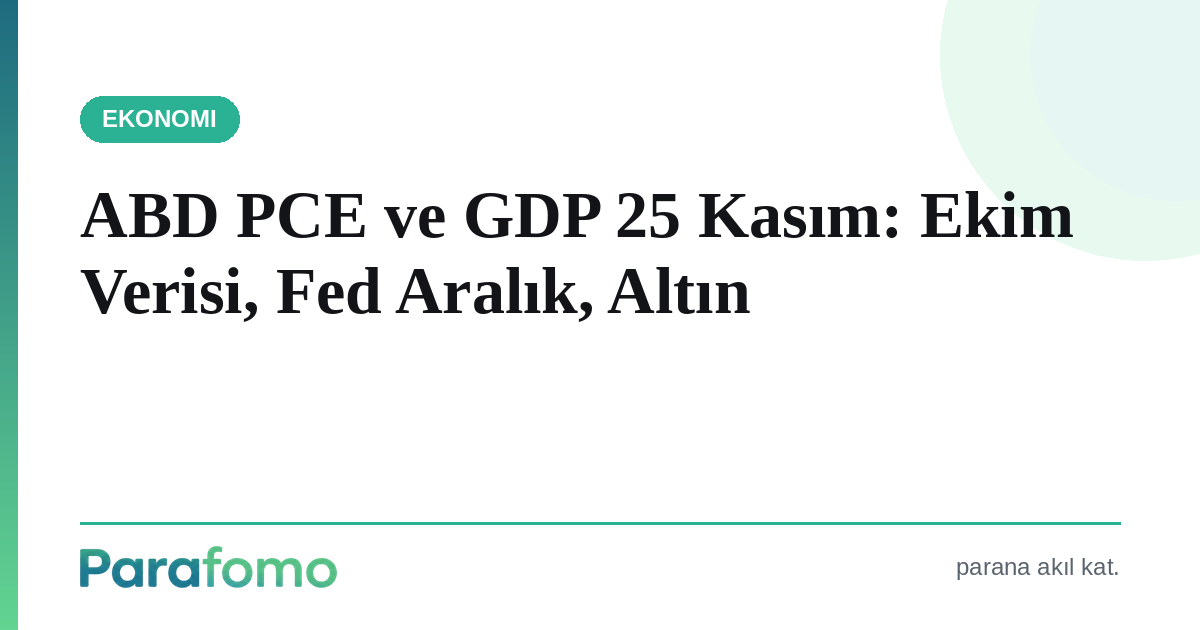 EKONOMI
ABD PCE ve GDP 25 Kasım: Ekim
Verisi, Fed Aralık, Altın
Parafomo
parana akıl kat.